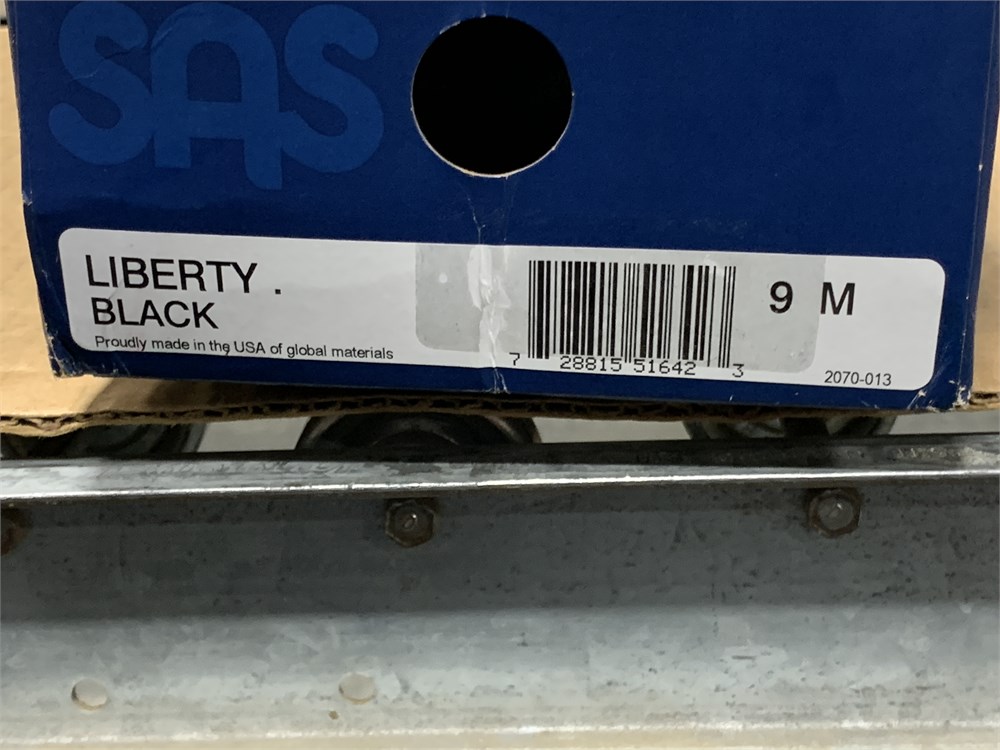 SAS
LIBERTY .
BLACK
Proudly made in the USA of global materials
7 28815 51642 3
9 M
2070-013